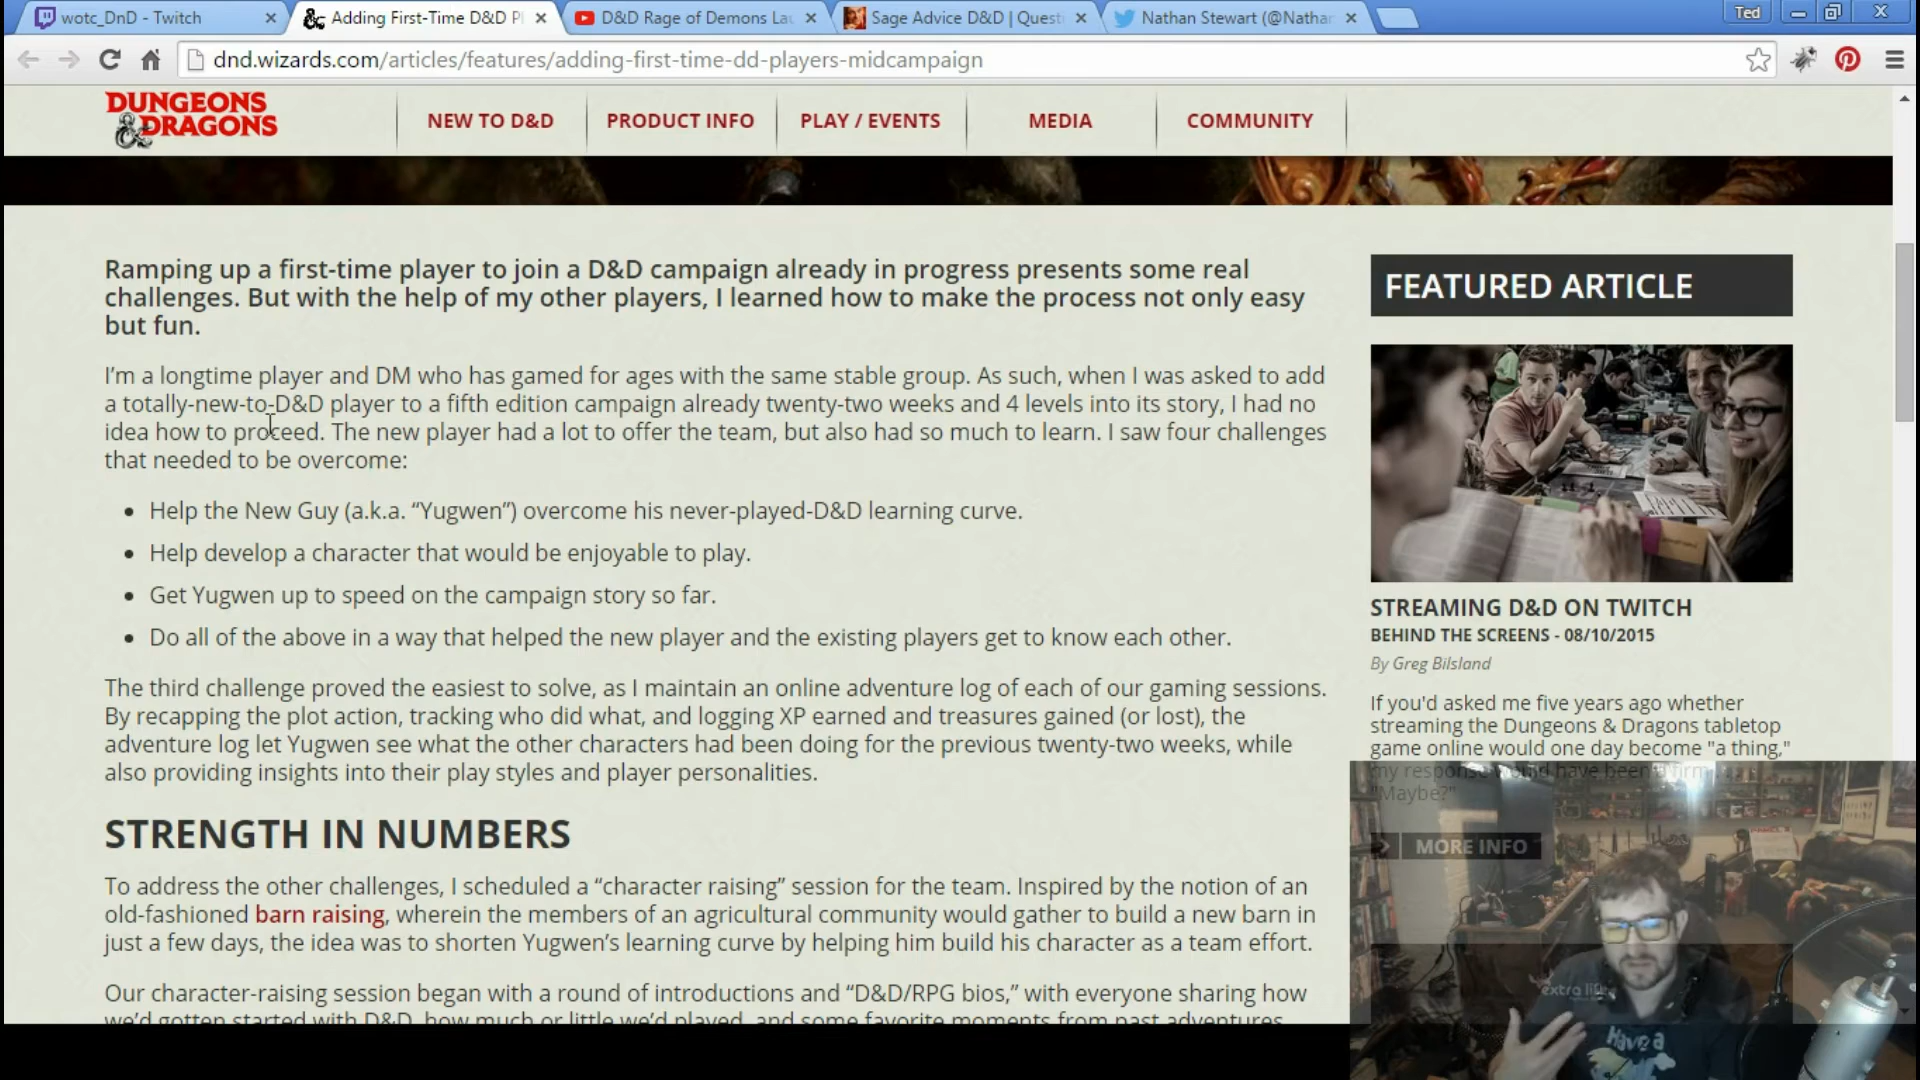 wotc_DnD - Twitch
Adding First-Time D&D Pl
D&D Rage of Demons Lau
Sage Advice D&D | Quest
Nathan Stewart (@Nathan
Ted
dnd.wizards.com/articles/features/adding-first-time-dd-players-midcampaign
DUNGEONS
& DRAGONS
NEW TO D&D
PRODUCT INFO
PLAY / EVENTS
MEDIA
COMMUNITY
Ramping up a first-time player to join a D&D campaign already in progress presents some real
challenges. But with the help of my other players, I learned how to make the process not only easy
but fun.
I'm a longtime player and DM who has gamed for ages with the same stable group. As such, when I was asked to add
a totally-new-to-D&D player to a fifth edition campaign already twenty-two weeks and 4 levels into its story, I had no
idea how to proceed. The new player had a lot to offer the team, but also had so much to learn. I saw four challenges
that needed to be overcome:
• Help the New Guy (a.k.a. “Yugwen”) overcome his never-played-D&D learning curve.
• Help develop a character that would be enjoyable to play.
• Get Yugwen up to speed on the campaign story so far.
• Do all of the above in a way that helped the new player and the existing players get to know each other.
The third challenge proved the easiest to solve, as I maintain an online adventure log of each of our gaming sessions.
By recapping the plot action, tracking who did what, and logging XP earned and treasures gained (or lost), the
adventure log let Yugwen see what the other characters had been doing for the previous twenty-two weeks, while
also providing insights into their play styles and player personalities.
STRENGTH IN NUMBERS
To address the other challenges, I scheduled a “character raising” session for the team. Inspired by the notion of an
old-fashioned barn raising, wherein the members of an agricultural community would gather to build a new barn in
just a few days, the idea was to shorten Yugwen's learning curve by helping him build his character as a team effort.
Our character-raising session began with a round of introductions and “D&D/RPG bios,” with everyone sharing how
we'd gotten started with D&D, how much or little we'd played, and some favorite moments from past adventures.
FEATURED ARTICLE
STREAMING D&D ON TWITCH
BEHIND THE SCREENS - 08/10/2015
By Greg Bilsland
If you'd asked me five years ago whether
streaming the Dungeons & Dragons tabletop
game online would one day become "a thing,"
my response would have been a firm
"Maybe?"
> MORE INFO
extra life
Have a